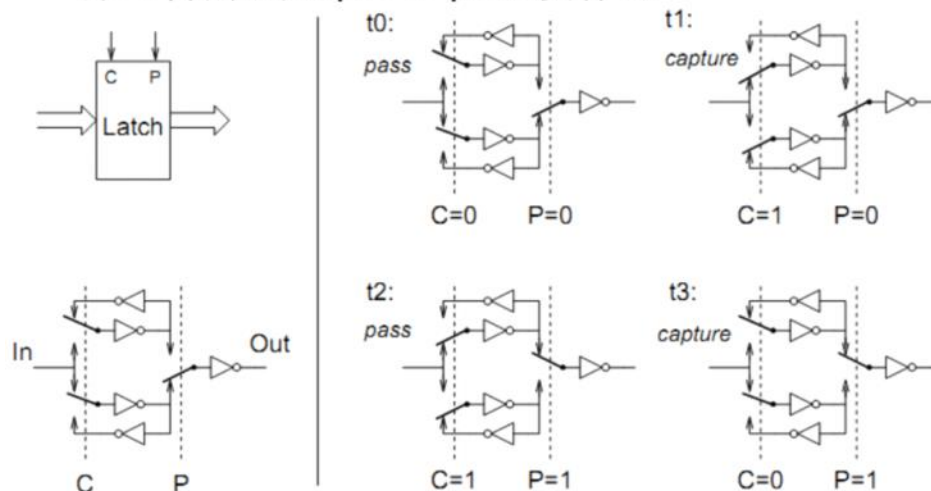 t0:
pass
C=0
P=0
t1:
capture
C=1
P=0
C P
Latch
In
Out
C
P
t2:
pass
C=1
P=1
t3:
capture
C=0
P=1